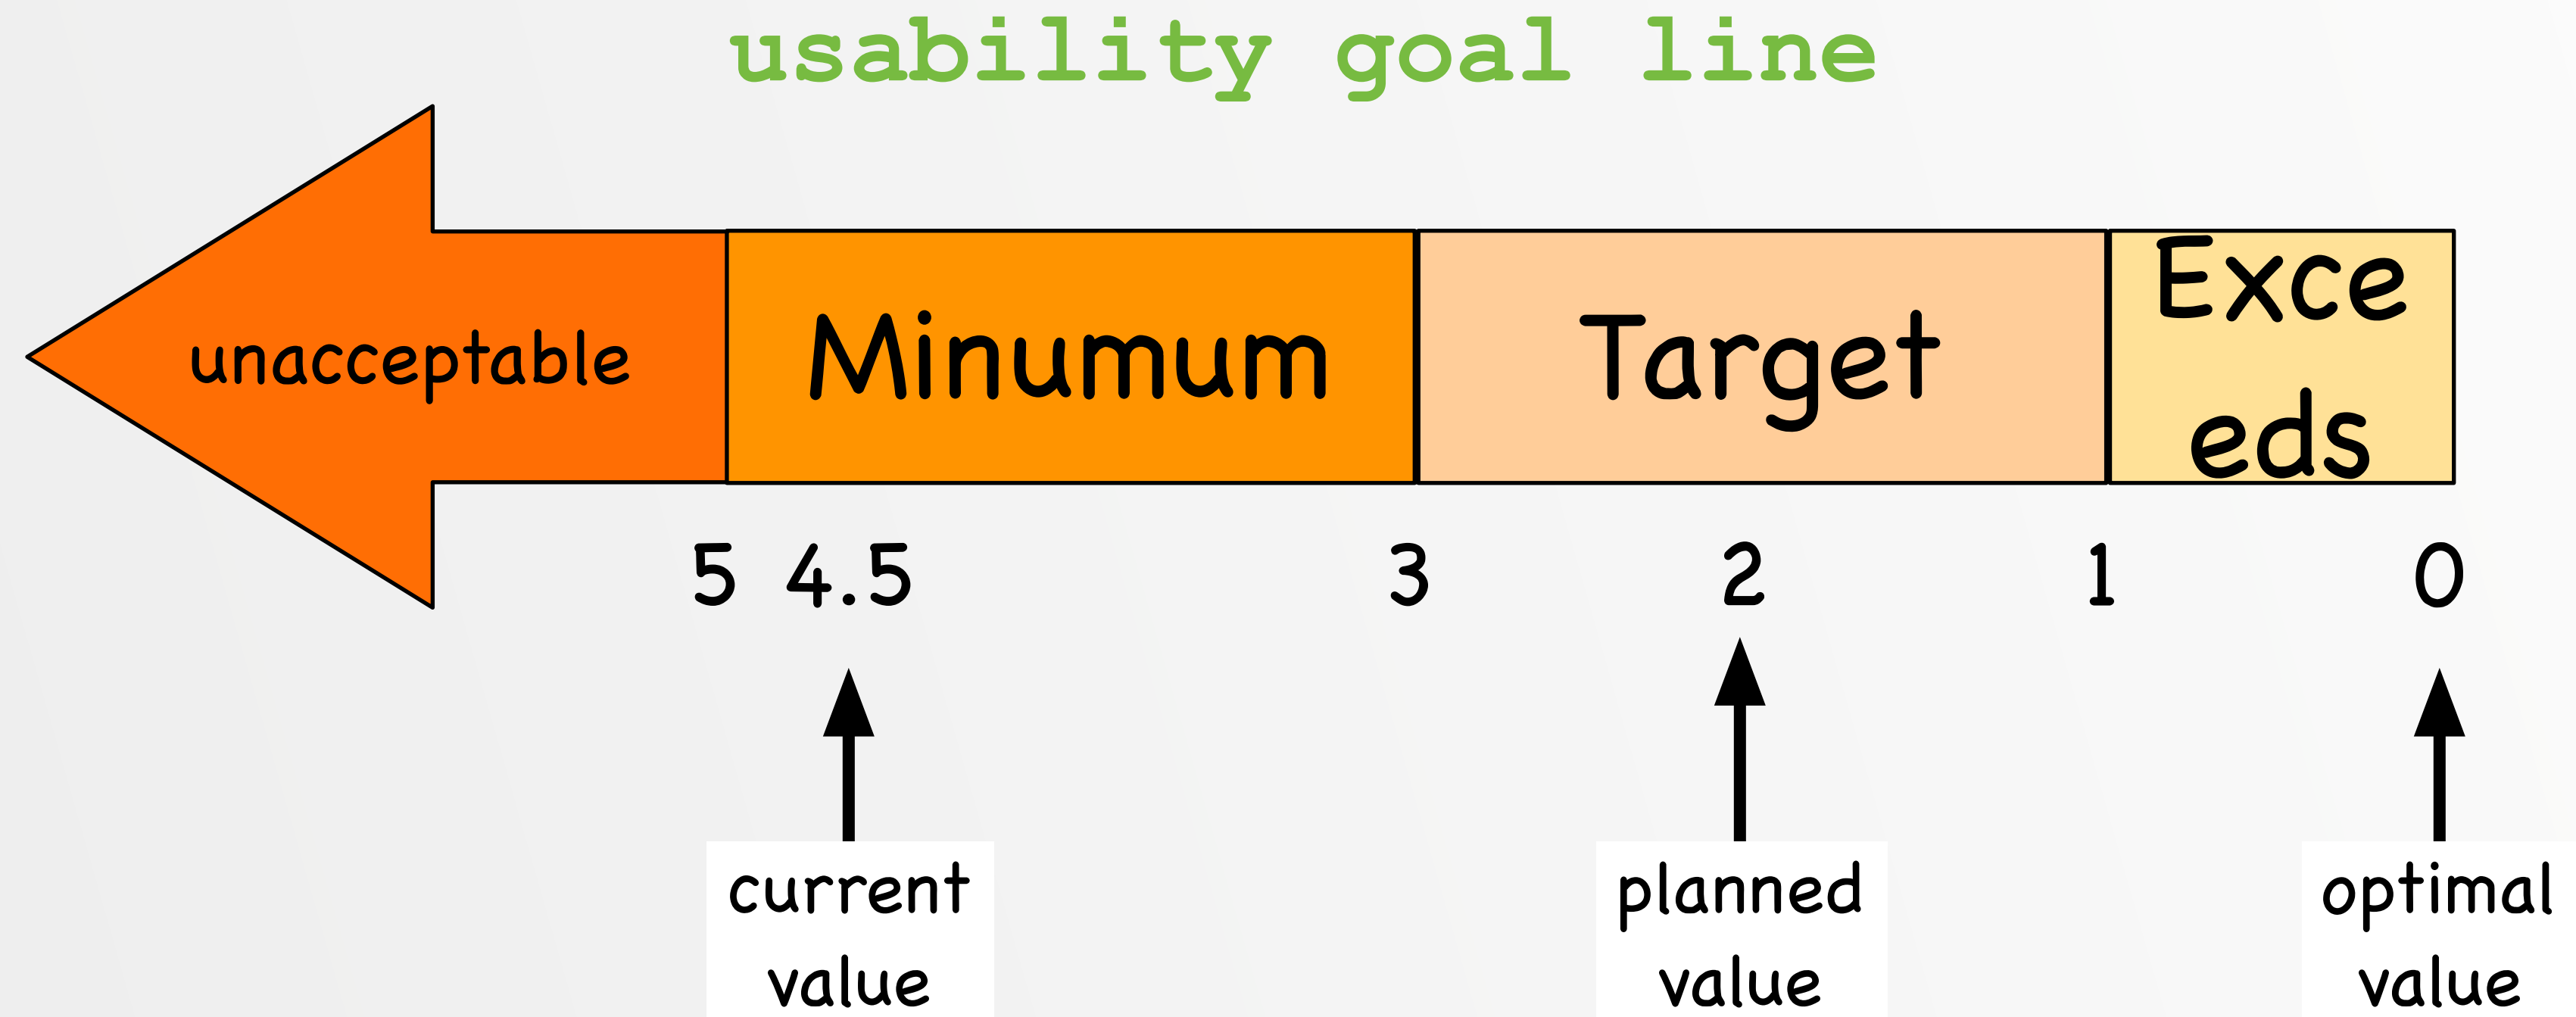 usability goal line
unacceptable
Minumum
Target
Exce
eds
5 4.5 3 2 1 0
current
value
planned
value
optimal
value